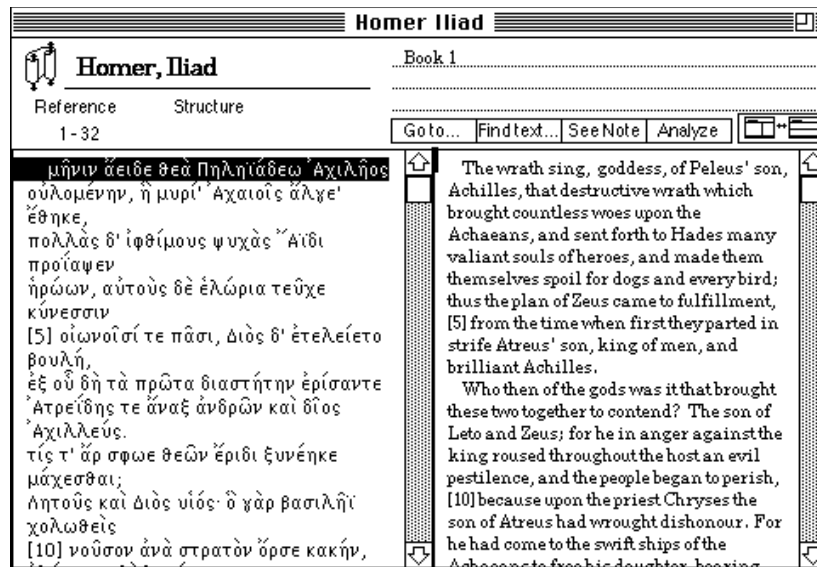 Homer Iliad
Homer, Iliad
Reference Structure
1-32
Book 1
Go to... Find text... See Note Analyze
μῆνιν ἄειδε θεὰ Πηληϊάδεω Ἀχιλῆος
οὐλομένην, ἣ μυρί' Ἀχαιοῖς ἄλγε'
ἔθηκε,
πολλὰς δ' ἰφθίμους ψυχὰς Ἄϊδι
προΐαψεν
ἡρώων, αὐτοὺς δὲ ἑλώρια τεῦχε
κύνεσσιν
[5] οἰωνοῖσί τε πᾶσι, Διὸς δ' ἐτελείετο
βουλή,
ἐξ οὗ δὴ τὰ πρῶτα διαστήτην ἐρίσαντε
Ἀτρεΐδης τε ἄναξ ἀνδρῶν καὶ δῖος
Ἀχιλλεύς.
τίς τ' ἄρ σφωε θεῶν ἔριδι ξυνέηκε
μάχεσθαι;
Λητοῦς καὶ Διὸς υἱός· ὃ γὰρ βασιλῆϊ
χολωθεὶς
[10] νοῦσον ἀνὰ στρατὸν ὄρσε κακήν,
The wrath sing, goddess, of Peleus' son,
Achilles, that destructive wrath which
brought countless woes upon the
Achaeans, and sent forth to Hades many
valiant souls of heroes, and made them
themselves spoil for dogs and every bird;
thus the plan of Zeus came to fulfillment,
[5] from the time when first they parted in
strife Atreus' son, king of men, and
brilliant Achilles.
Who then of the gods was it that brought
these two together to contend? The son of
Leto and Zeus; for he in anger against the
king roused throughout the host an evil
pestilence, and the people began to perish,
[10] because upon the priest Chryses the
son of Atreus had wrought dishonour. For
he had come to the swift ships of the
Achaeans to free his daughter, bearing